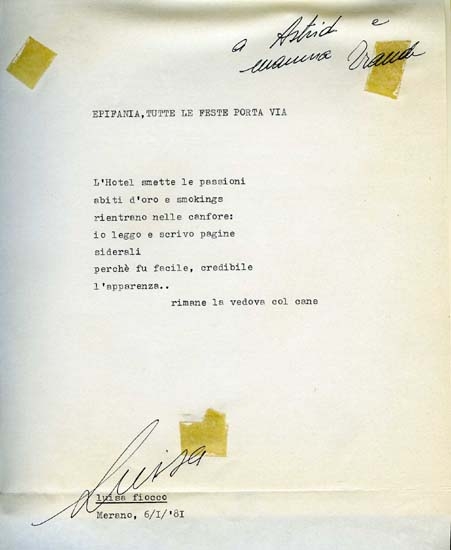 a Astrid e
mamma
EPIFANIA,TUTTE LE FESTE PORTA VIA
L'Hotel smette le passioni
abiti d'oro e smokings
rientrano nelle canfore:
io leggo e scrivo pagine
siderali
perchè fu facile, credibile
l'apparenza..
rimane la vedova col cane
Luisa
luisa fiocco
Merano, 6/I/'81